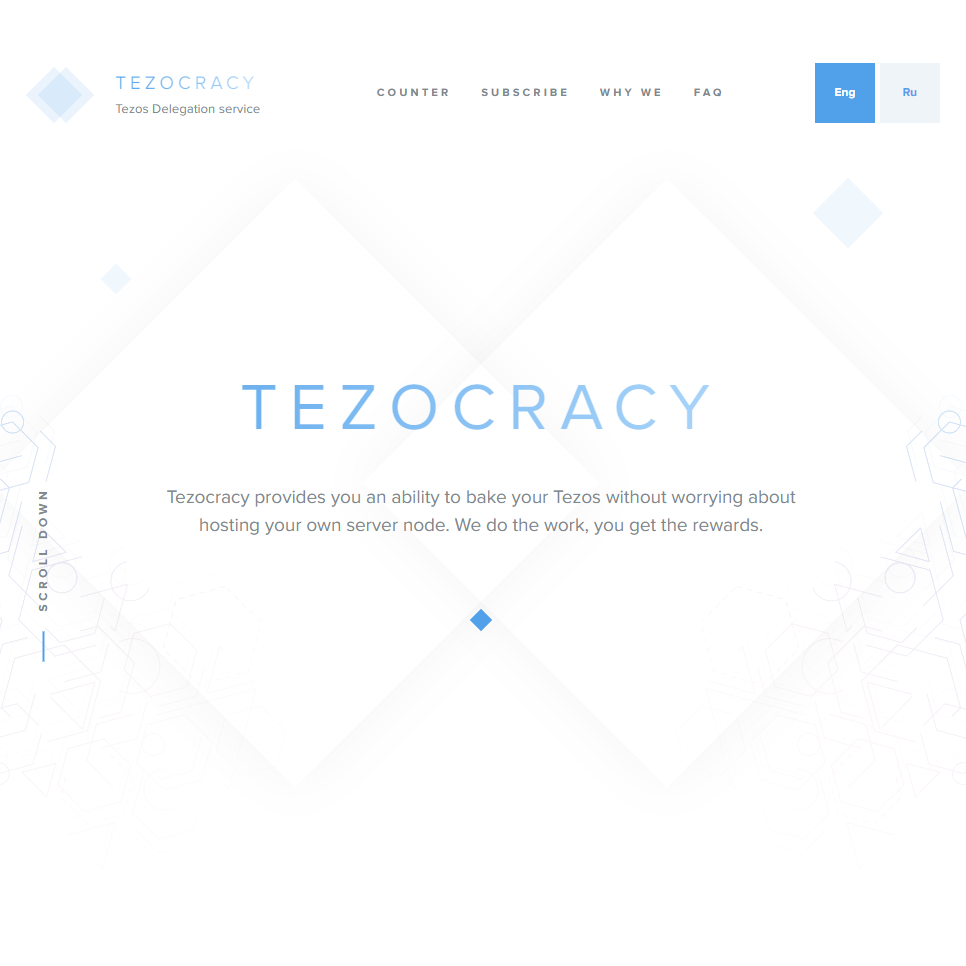 TEZOCRACY
Tezos Delegation service
COUNTER
SUBSCRIBE
WHY WE
FAQ
Eng
Ru
TEZOCRACY
Tezocracy provides you an ability to bake your Tezos without worrying about
hosting your own server node. We do the work, you get the rewards.
SCROLL DOWN